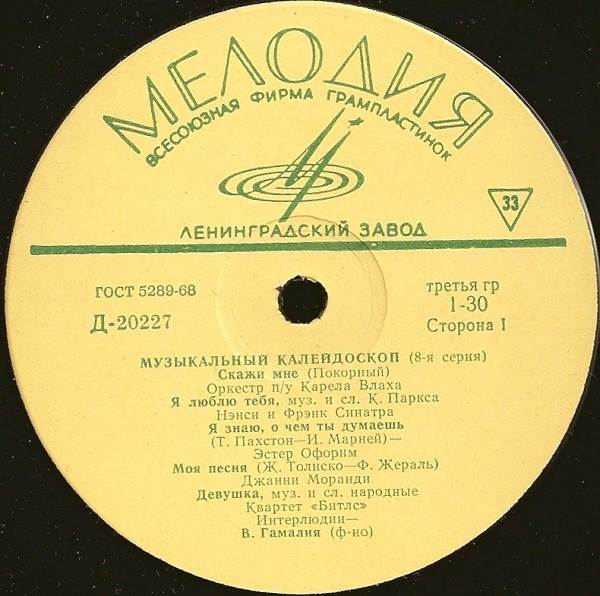 МЕЛОДИЯ
ВСЕСОЮЗНАЯ ФИРМА ГРАМПЛАСТИНОК
33
ЛЕНИНГРАДСКИЙ ЗАВОД
ГОСТ 5289-68
третья гр
Д-20227
1-30
Сторона 1
МУЗЫКАЛЬНЫЙ КАЛЕЙДОСКОП (8-я серия)
Скажи мне (Покорный)
Оркестр п/у Карела Влаха
Я люблю тебя, муз. и сл. К. Паркса
Нэнси и Фрэнк Синатра
Я знаю, о чем ты думаешь
(Т. Пахстон—И. Марней)—
Эстер Офорим
Моя песня (Ж. Толиско—Ф. Жераль)
Джанни Моранди
Девушка, муз. и сл. народные
Квартет «Битлс»
Интерлюдии—
В. Гамалия (ф-но)